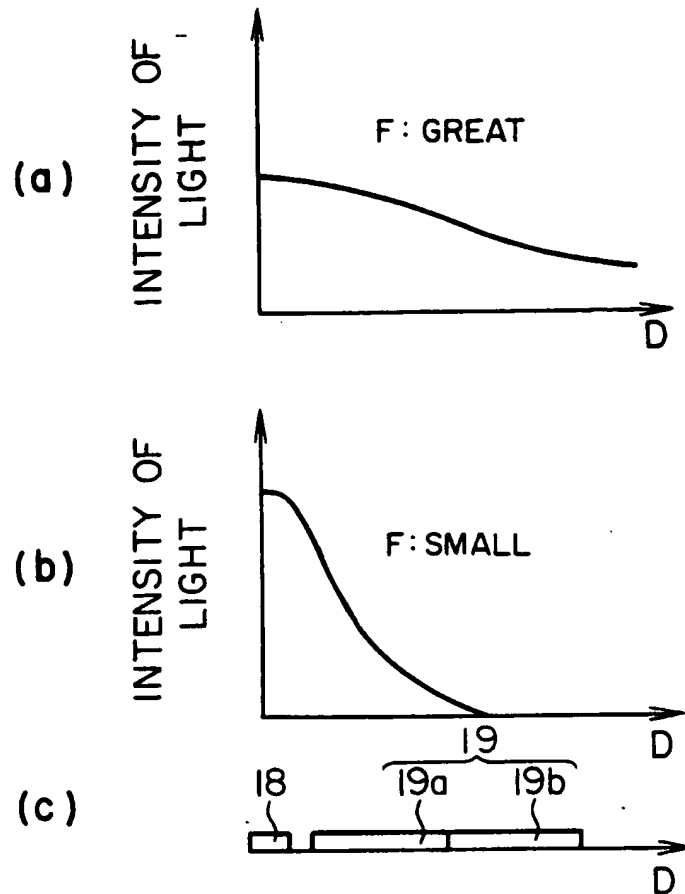 (a)
INTENSITY OF
LIGHT
F: GREAT
D
(b)
INTENSITY OF
LIGHT
F: SMALL
D
(c)
19
18
19a
19b
D